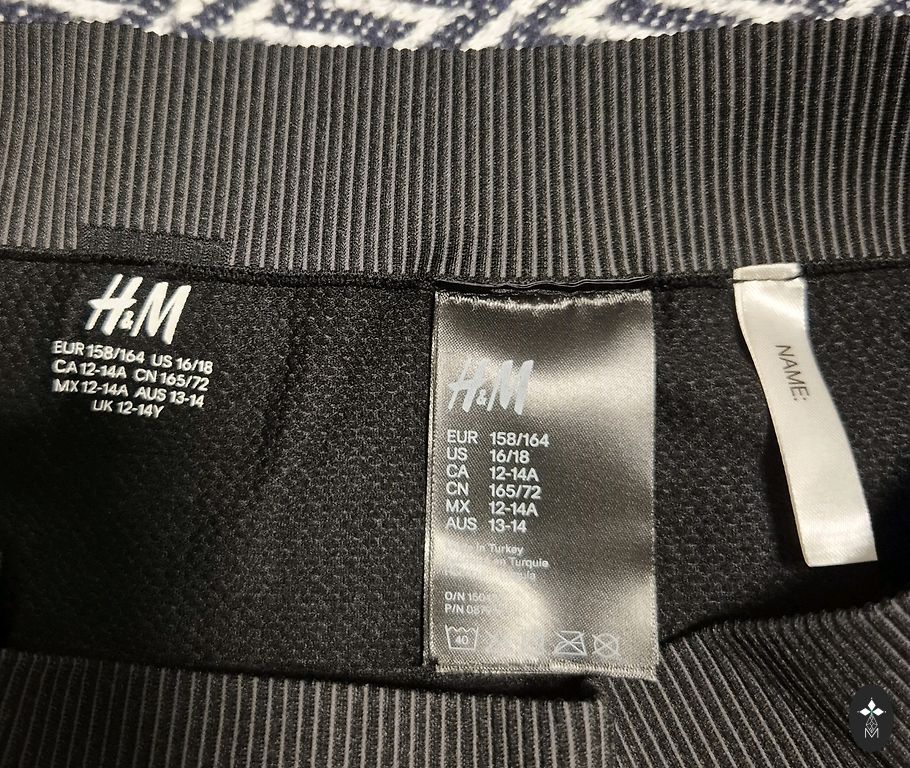 H&M
EUR 158/164 US 16/18
CA 12-14A CN 165/72
MX 12-14A AUS 13-14
UK 12-14Y
H&M
EUR 158/164
US 16/18
CA 12-14A
CN 165/72
MX 12-14A
AUS 13-14
in Turkey
en Turquie
O/N
P/N
40
NAME:
M